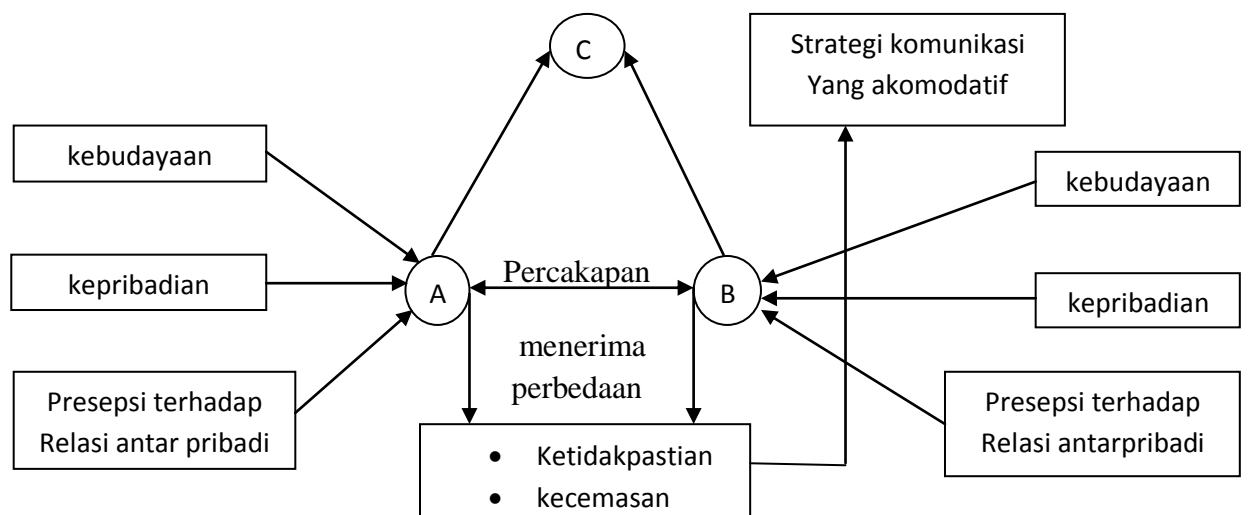 C
Strategi komunikasi
Yang akomodatif
kebudayaan
kebudayaan
kepribadian
A
Percakapan
B
kepribadian
menerima
perbedaan
Presepsi terhadap
Relasi antar pribadi
Presepsi terhadap
Relasi antarpribadi
• Ketidakpastian
• kecemasan